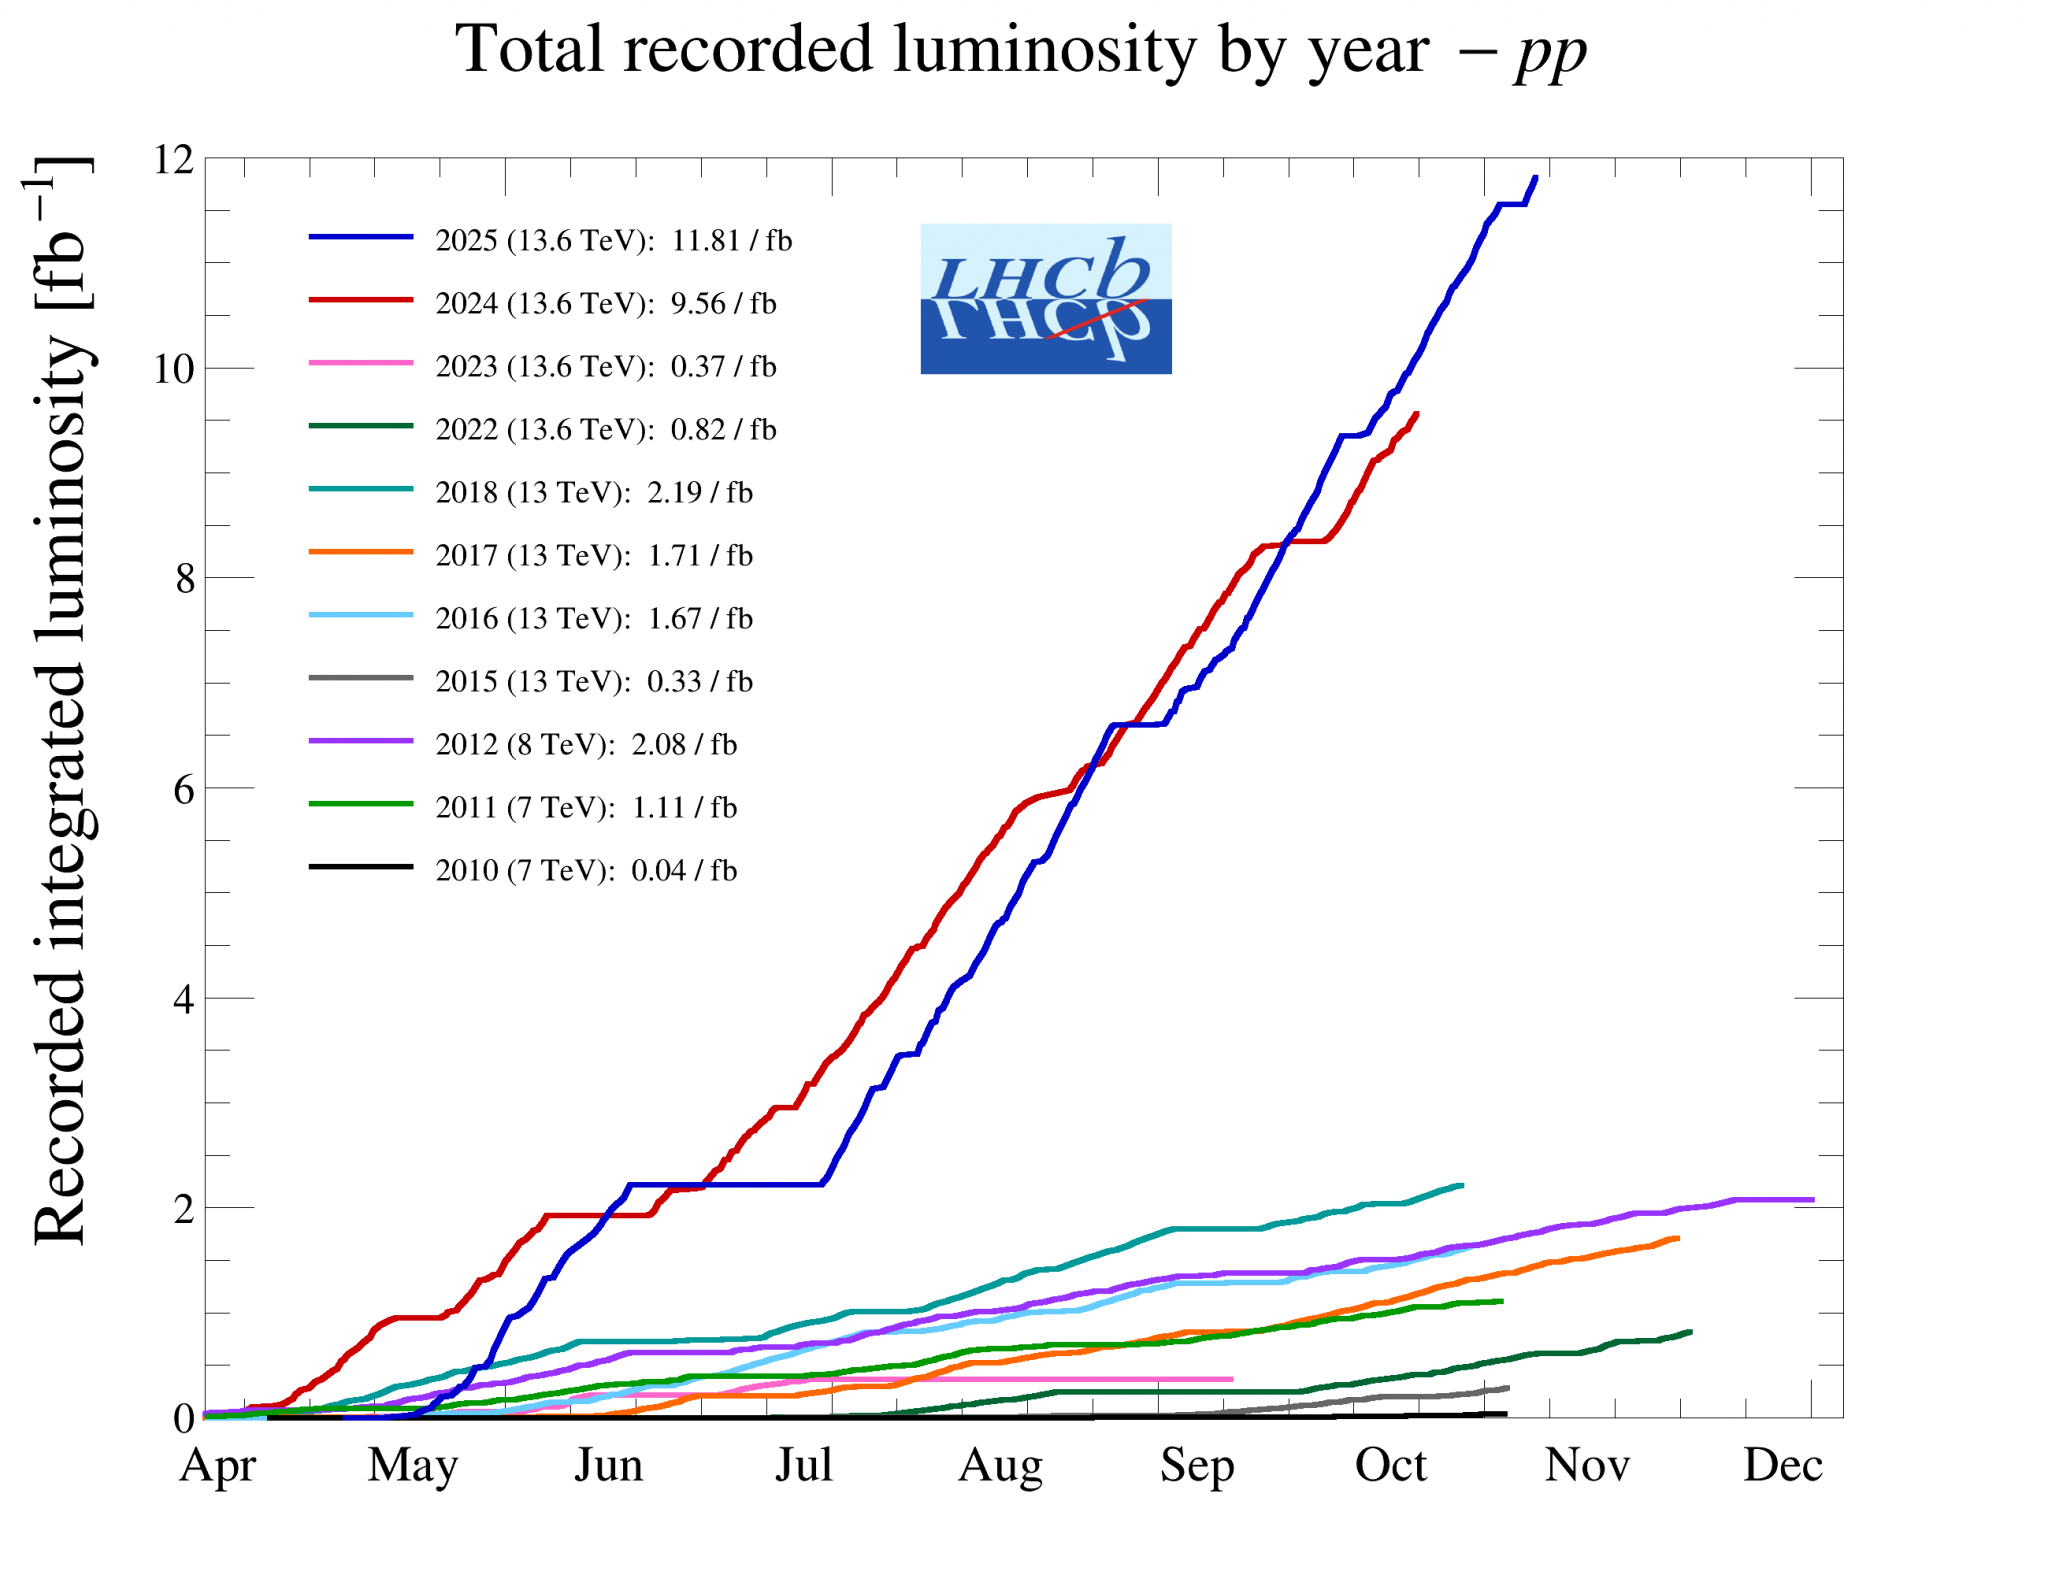 Total recorded luminosity by year – pp
Recorded integrated luminosity [fb⁻¹]
12
10
8
6
4
2
0
2025 (13.6 TeV): 11.81 / fb
2024 (13.6 TeV): 9.56 / fb
2023 (13.6 TeV): 0.37 / fb
2022 (13.6 TeV): 0.82 / fb
2018 (13 TeV): 2.19 / fb
2017 (13 TeV): 1.71 / fb
2016 (13 TeV): 1.67 / fb
2015 (13 TeV): 0.33 / fb
2012 (8 TeV): 2.08 / fb
2011 (7 TeV): 1.11 / fb
2010 (7 TeV): 0.04 / fb
LHCb
LHCb
Apr May Jun Jul Aug Sep Oct Nov Dec